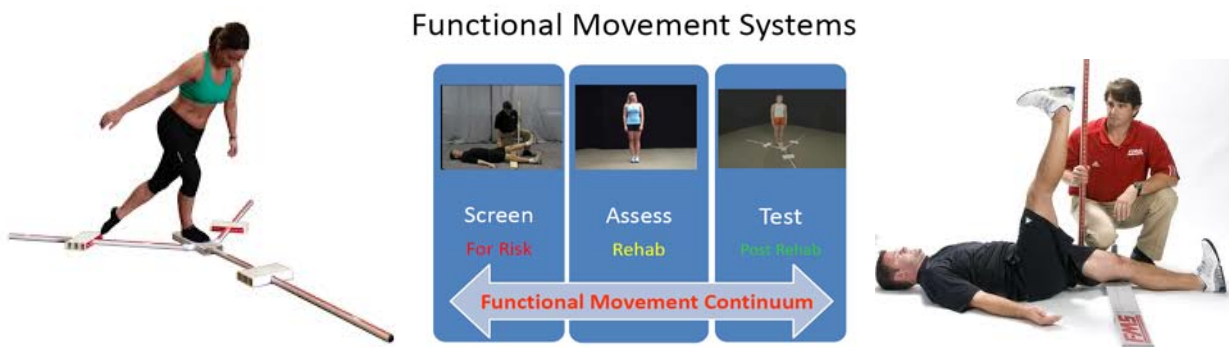 Functional Movement Systems
Screen
For Risk
Assess
Rehab
Test
Post Rehab
Functional Movement Continuum
FMS